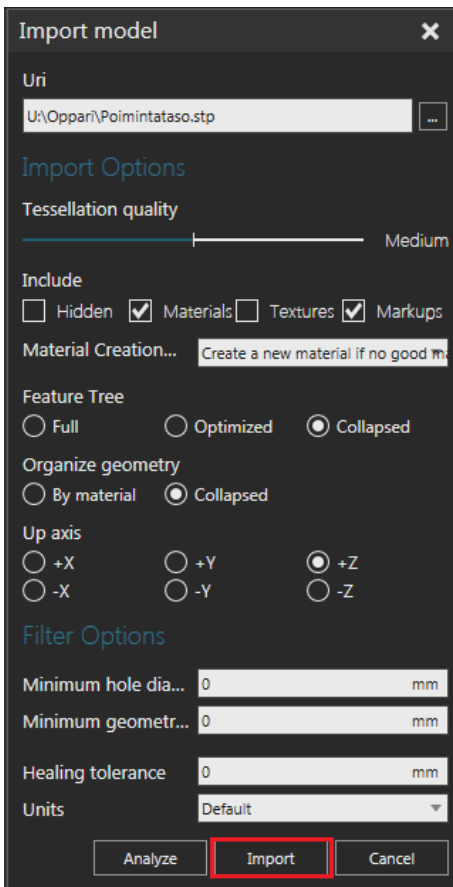 Import model
Uri
U:\Oppari\Poimintataso.stp ...
Import Options
Tessellation quality
Medium
Include
Hidden Materials Textures Markups
Material Creation... Create a new material if no good ma
Feature Tree
Full Optimized Collapsed
Organize geometry
By material Collapsed
Up axis
+X +Y +Z
-X -Y -Z
Filter Options
Minimum hole dia... 0 mm
Minimum geometr... 0 mm
Healing tolerance 0 mm
Units Default
Analyze Import Cancel